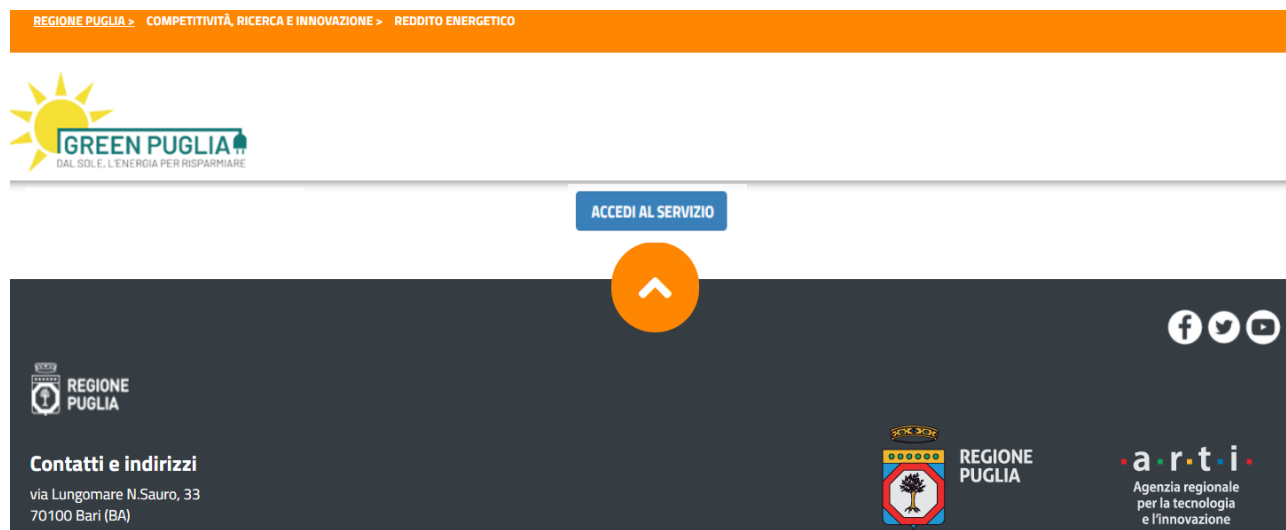 REGIONE PUGLIA > COMPETITIVITÀ, RICERCA E INNOVAZIONE > REDDITO ENERGETICO
GREEN PUGLIA
DAL SOLE, L'ENERGIA PER RISPARMIARE
ACCEDI AL SERVIZIO
REGIONE
PUGLIA
Contatti e indirizzi
via Lungomare N.Sauro, 33
70100 Bari (BA)
REGIONE
PUGLIA
a·r·t·i
Agenzia regionale
per la tecnologia
e l'innovazione